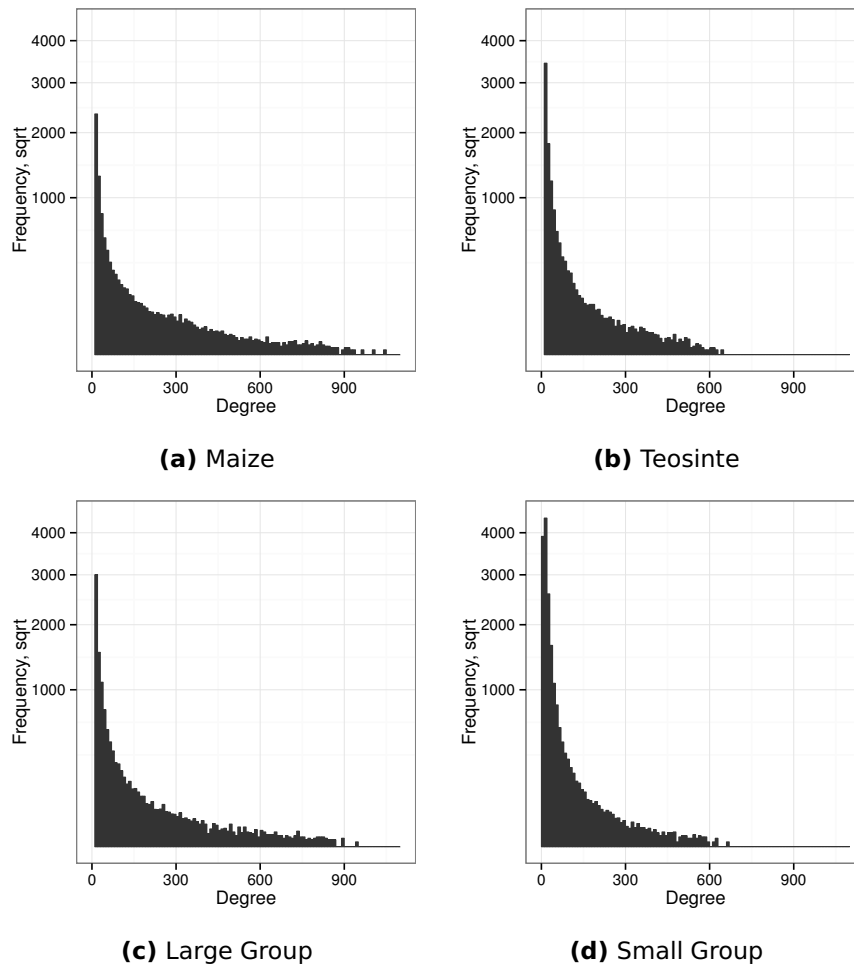 4000
3000
2000
1000
Frequency, sqrt
0 300 600 900
Degree
(a) Maize
4000
3000
2000
1000
Frequency, sqrt
0 300 600 900
Degree
(b) Teosinte
4000
3000
2000
1000
Frequency, sqrt
0 300 600 900
Degree
(c) Large Group
4000
3000
2000
1000
Frequency, sqrt
0 300 600 900
Degree
(d) Small Group